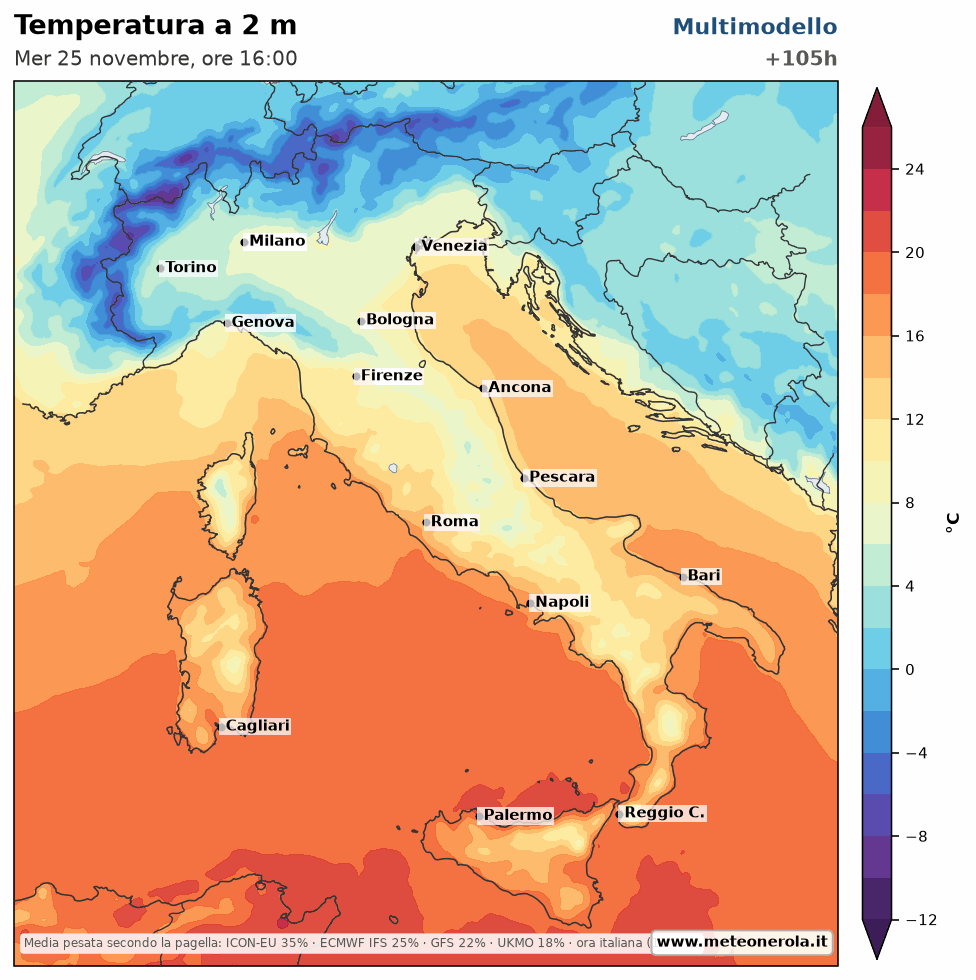 Temperatura a 2 m
Multimodello
Mer 25 novembre, ore 16:00
+105h
Milano
Venezia
Torino
Genova
Bologna
Firenze
Ancona
Pescara
Roma
Bari
Napoli
Cagliari
Palermo
Reggio C.
24
20
16
12
8
4
0
−4
−8
−12
°C
Media pesata secondo la pagella: ICON-EU 35% · ECMWF IFS 25% · GFS 22% · UKMO 18% · ora italiana (
www.meteonerola.it